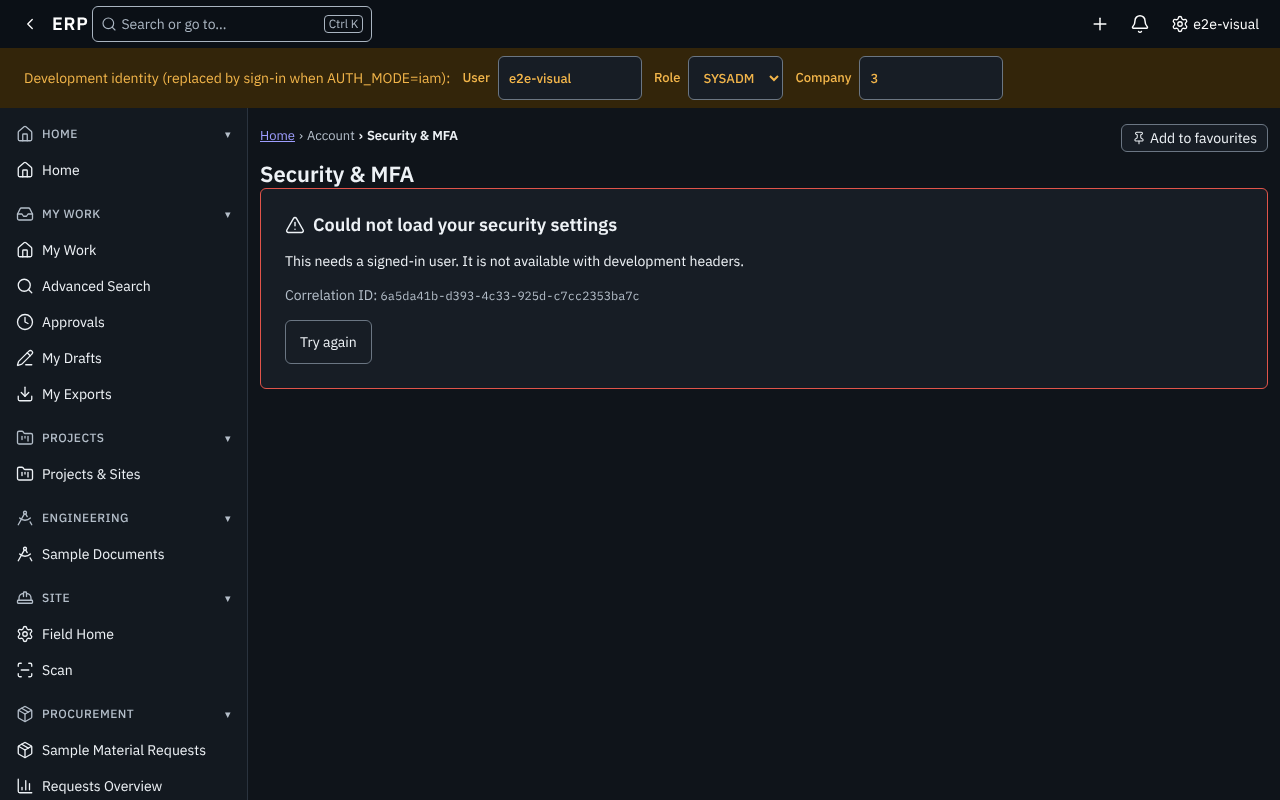 ERP Search or go to... Ctrl K e2e-visual
Development identity (replaced by sign-in when AUTH_MODE=iam): User e2e-visual Role SYSADM Company 3
HOME
Home
MY WORK
My Work
Advanced Search
Approvals
My Drafts
My Exports
PROJECTS
Projects & Sites
ENGINEERING
Sample Documents
SITE
Field Home
Scan
PROCUREMENT
Sample Material Requests
Requests Overview
Home › Account › Security & MFA
Add to favourites
Security & MFA
Could not load your security settings
This needs a signed-in user. It is not available with development headers.
Correlation ID: 6a5da41b-d393-4c33-925d-c7cc2353ba7c
Try again